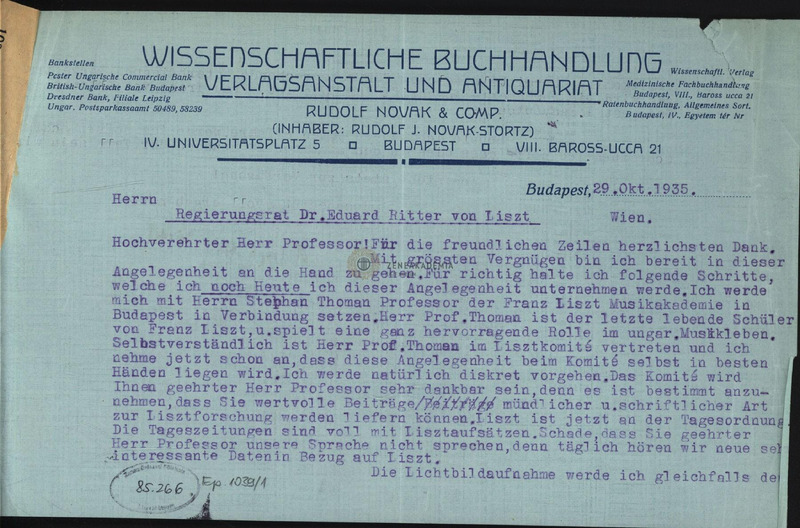 WISSENSCHAFTLICHE BUCHHANDLUNG
VERLAGSANSTALT UND ANTIQUARIAT
RUDOLF NOVAK & COMP.
(INHABER: RUDOLF J. NOVAK-STORTZ)
IV. UNIVERSITÄTSPLATZ 5 □ BUDAPEST □ VIII. BAROSS-UCCA 21
Bankstellen
Pester Ungarische Commercial Bank
British-Ungarische Bank Budapest
Dresdner Bank, Filiale Leipzig
Ungar. Postsparkassaamt 50489, 58239
Wissenschaftl. Verlag
Medizinische Fachbuchhandlung
Budapest, VIII., Baross ucca 21
Ratenbuchhandlung, Allgemeines Sort.
Budapest, IV., Egyetem tér Nr
Budapest, 29.Okt.1935.
Herrn
Regierungsrat Dr.Eduard Ritter von Liszt Wien.
Hochverehrter Herr Professor!Für die freundlichen Zeilen herzlichsten Dank.
Mit grössten Vergnügen bin ich bereit in dieser
Angelegenheit an die Hand zu gehen.Für richtig halte ich folgende Schritte,
welche ich noch Heute ich dieser Angelegenheit unternehmen werde.Ich werde
mich mit Herrn Stephan Thoman Professor der Franz Liszt Musikakademie in
Budapest in Verbindung setzen.Herr Prof.Thoman ist der letzte lebende Schüler
von Franz Liszt,u.spielt eine ganz hervorragende Rolle im ungar.Musikleben.
Selbstverständlich ist Herr Prof.Thoman im Lisztkomité vertreten und ich
nehme jetzt schon an,dass diese Angelegenheit beim Komité selbst in besten
Händen liegen wird.Ich werde natürlich diskret vorgehen.Das Komité wird
Ihnen geehrter Herr Professor sehr dankbar sein,denn es ist bestimmt anzu-
nehmen,dass Sie wertvolle Beiträge mündlicher u.schriftlicher Art
zur Lisztforschung werden liefern können.Liszt ist jetzt an der Tagesordnung.
Die Tageszeitungen sind voll mit Lisztaufsätzen.Schade,dass Sie geehrter
Herr Professor unsere Sprache nicht sprechen,denn täglich hören wir neue
interessante Datenin Bezug auf Liszt.
Die Lichtbildaufnahme werde ich gleichfalls
ZENEAKADÉMIA
85.266
Ep. 1039/1